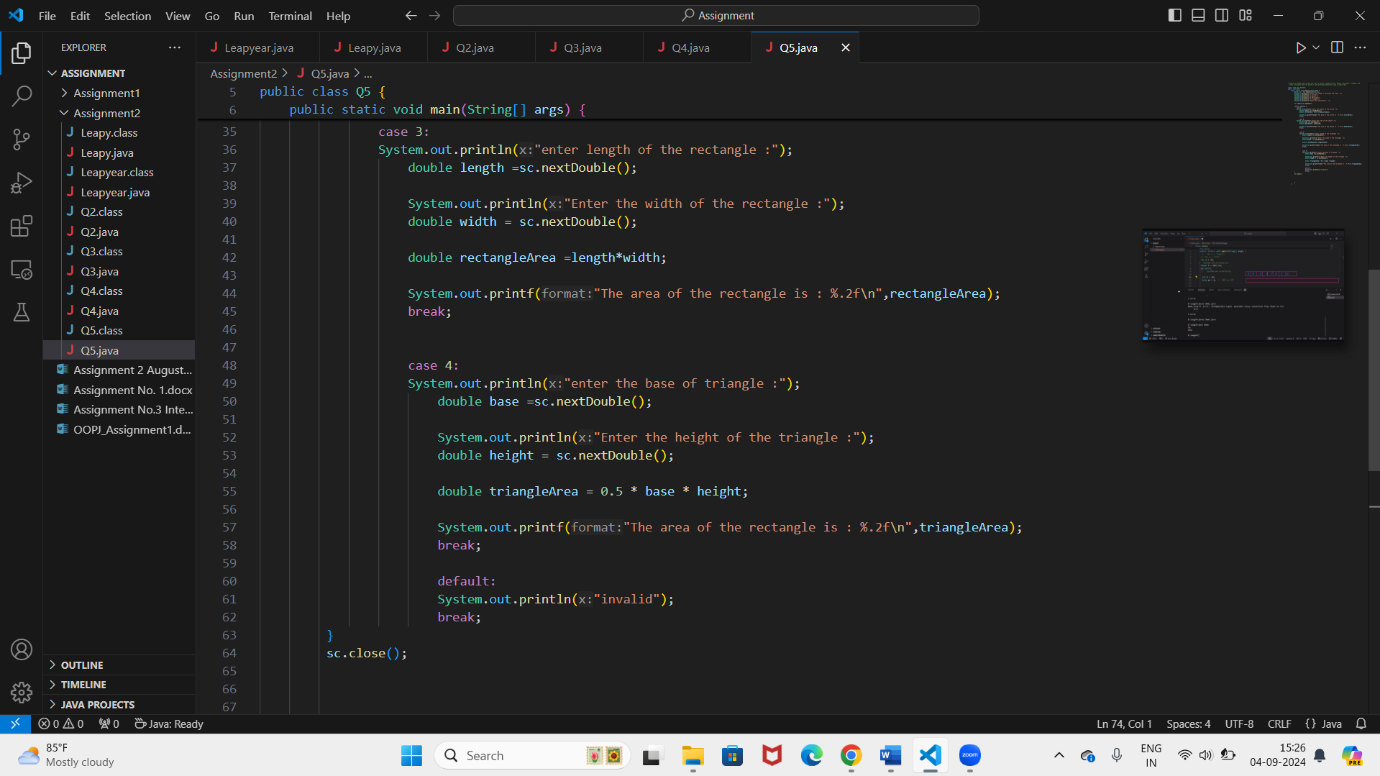 File Edit Selection View Go Run Terminal Help
Assignment
EXPLORER
Leapyear.java
Leapy.java
Q2.java
Q3.java
Q4.java
Q5.java
ASSIGNMENT
Assignment1
Assignment2
Leapy.class
Leapy.java
Leapyear.class
Leapyear.java
Q2.class
Q2.java
Q3.class
Q3.java
Q4.class
Q4.java
Q5.class
Q5.java
Assignment 2 August...
Assignment No. 1.docx
Assignment No.3 Inte...
OOPJ_Assignment1.d...
OUTLINE
TIMELINE
JAVA PROJECTS
Assignment2 > Q5.java > ...
5 public class Q5 {
6 public static void main(String[] args) {
35 case 3:
36 System.out.println(x:"enter length of the rectangle :");
37 double length =sc.nextDouble();
38
39 System.out.println(x:"Enter the width of the rectangle :");
40 double width = sc.nextDouble();
41
42 double rectangleArea =length*width;
43
44 System.out.printf(format:"The area of the rectangle is : %.2f\n",rectangleArea);
45 break;
46
47
48 case 4:
49 System.out.println(x:"enter the base of triangle :");
50 double base =sc.nextDouble();
51
52 System.out.println(x:"Enter the height of the triangle :");
53 double height = sc.nextDouble();
54
55 double triangleArea = 0.5 * base * height;
56
57 System.out.printf(format:"The area of the rectangle is : %.2f\n",triangleArea);
58 break;
59
60 default:
61 System.out.println(x:"invalid");
62 break;
63 }
64 sc.close();
65
66
67
0 0 0 Java: Ready
Ln 74, Col 1 Spaces: 4 UTF-8 CRLF {} Java
85°F
Mostly cloudy
Search
zoom
ENG
IN
15:26
04-09-2024
PRE